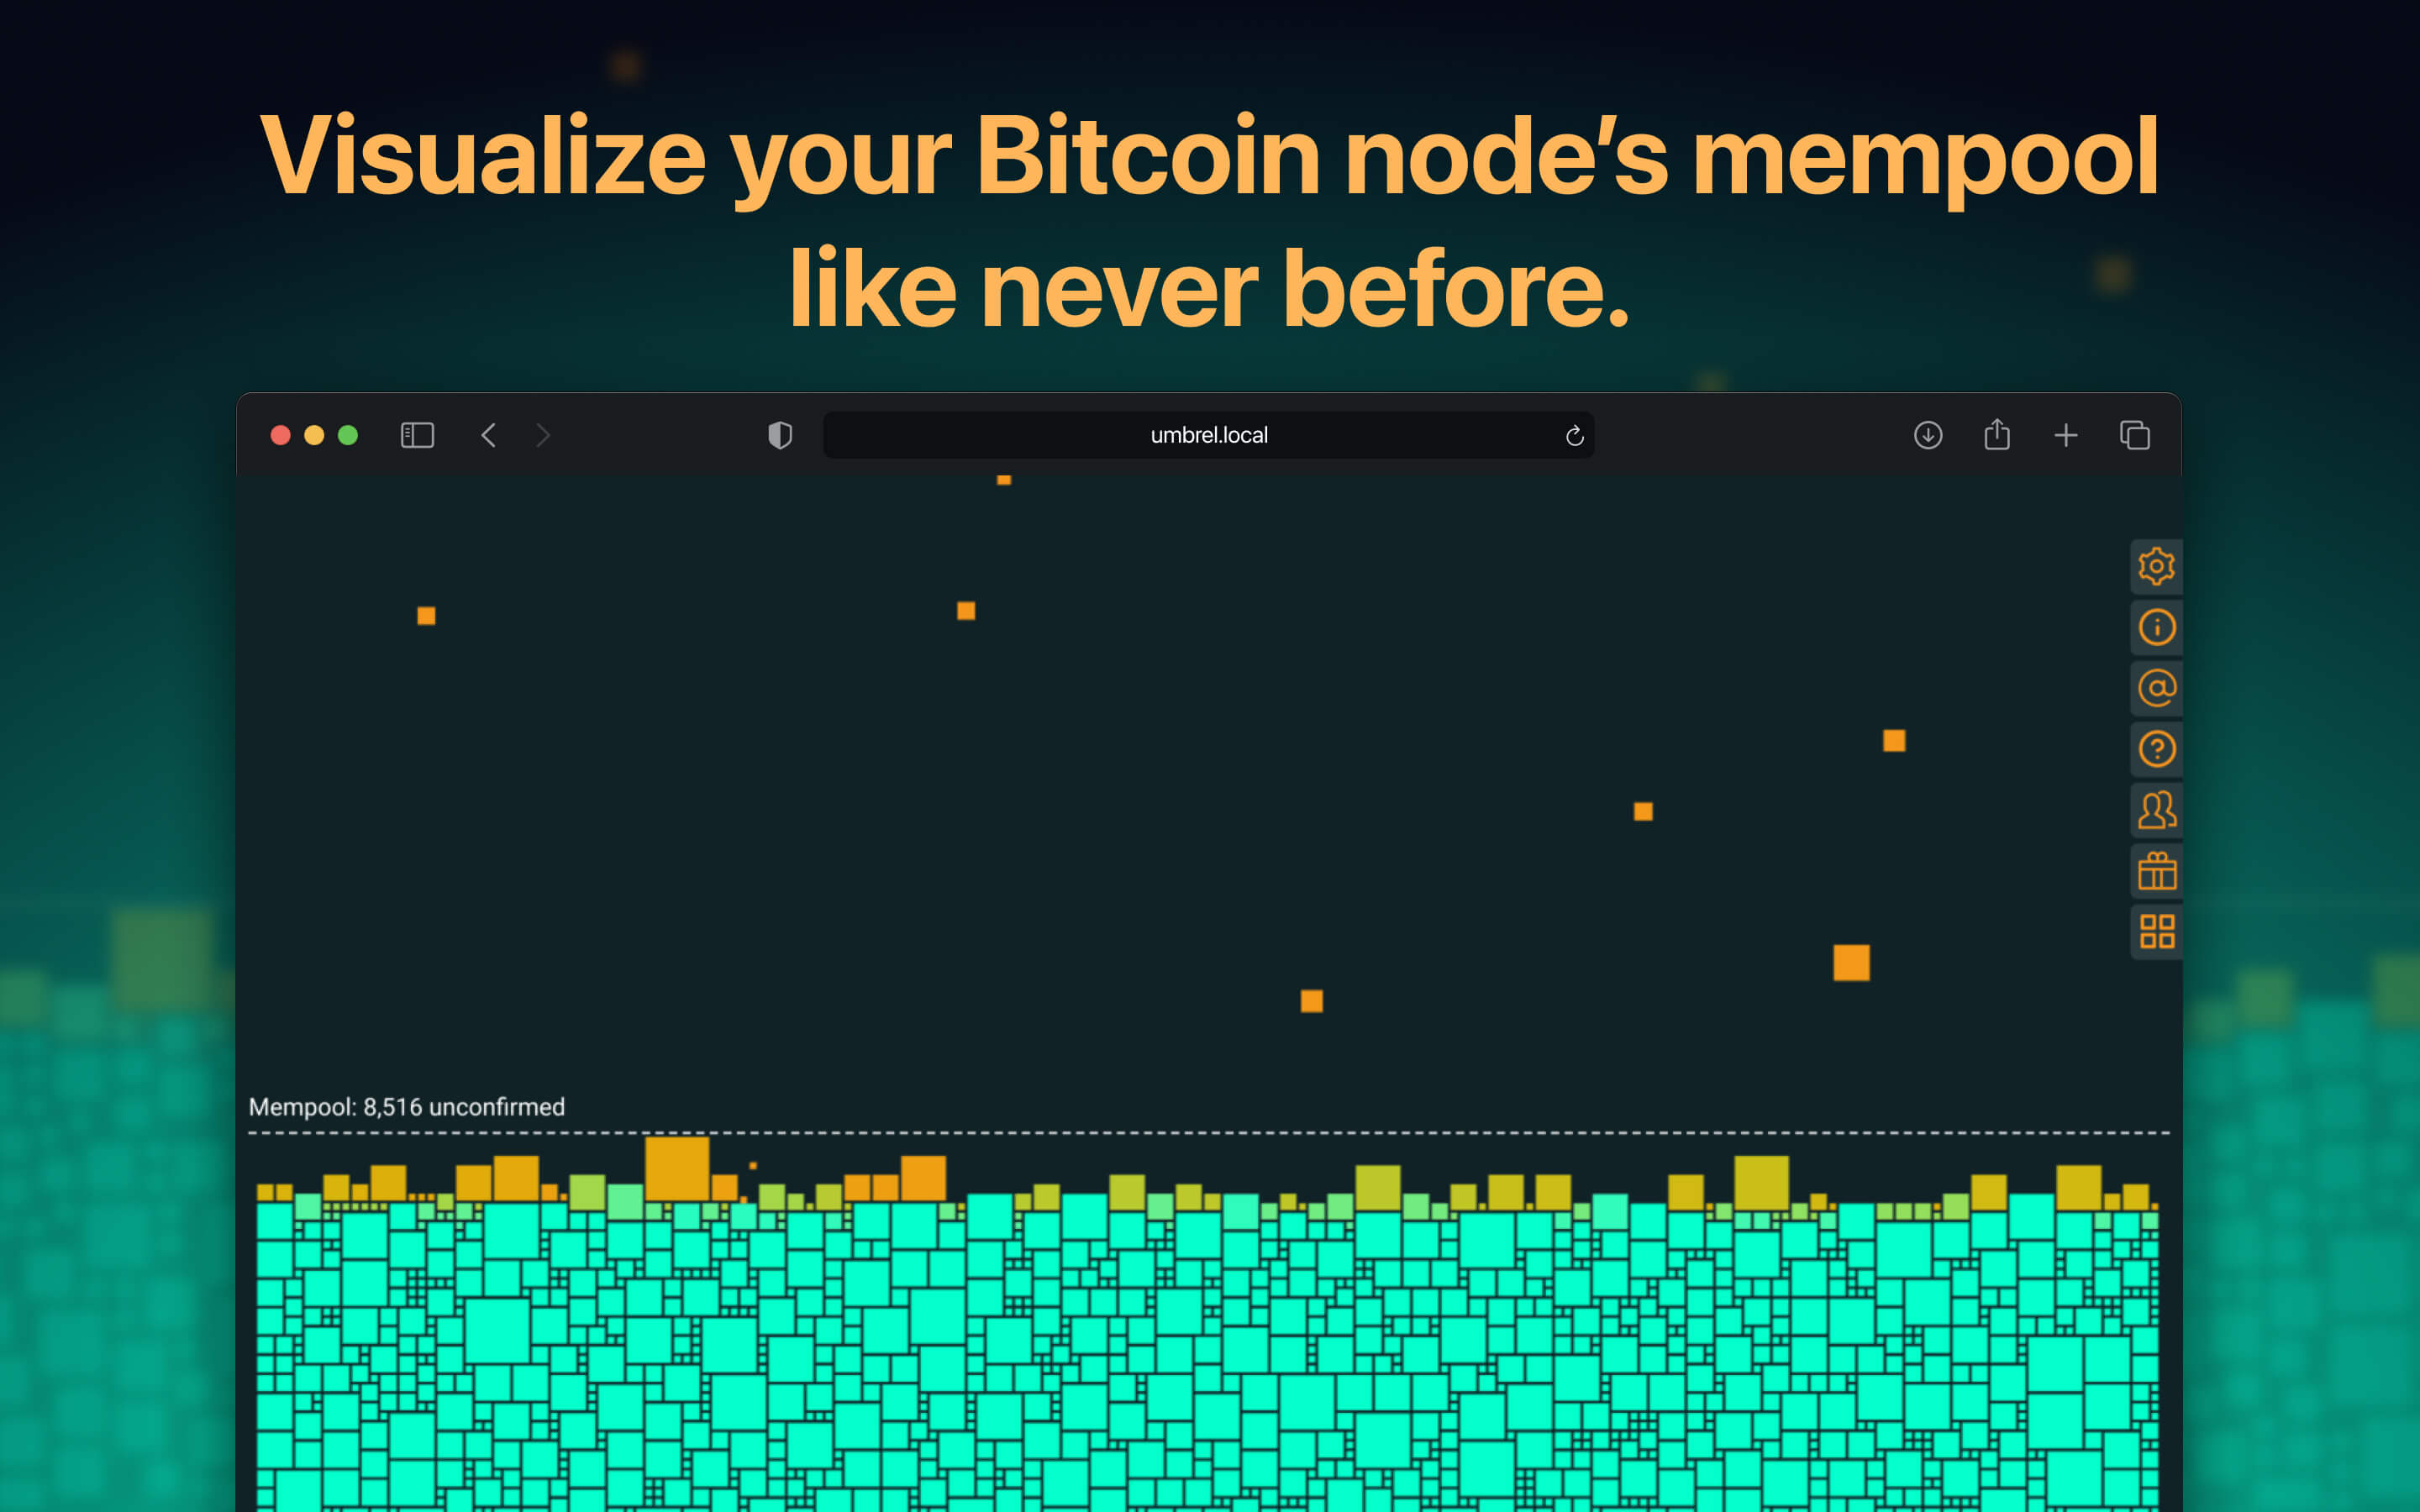 Visualize your Bitcoin node’s mempool
like never before.
umbrel.local
Mempool: 8,516 unconfirmed